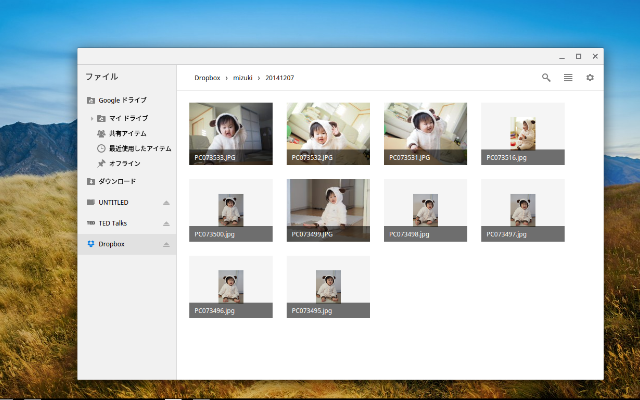 ファイル
Dropbox › mizuki › 20141207
Google ドライブ
マイ ドライブ
共有アイテム
最近使用したアイテム
オフライン
ダウンロード
UNTITLED
TED Talks
Dropbox
PC073533.JPG
PC073532.JPG
PC073531.JPG
PC073516.jpg
PC073500.jpg
PC073499.JPG
PC073498.jpg
PC073497.jpg
PC073496.jpg
PC073495.jpg